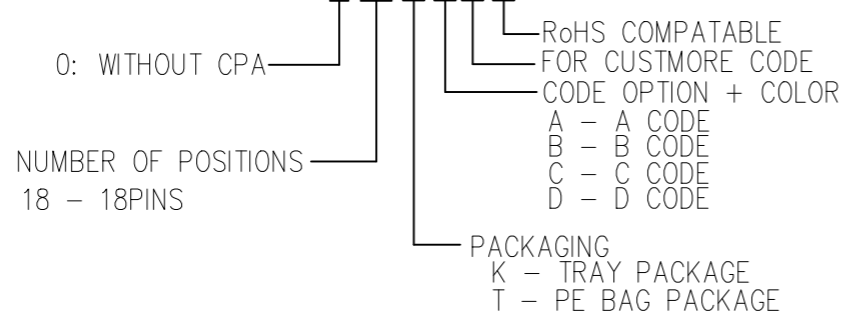 RoHS COMPATABLE
0: WITHOUT CPA
FOR CUSTMORE CODE
CODE OPTION + COLOR
A – A CODE
B – B CODE
C – C CODE
D – D CODE
NUMBER OF POSITIONS
18 – 18PINS
PACKAGING
K – TRAY PACKAGE
T – PE BAG PACKAGE